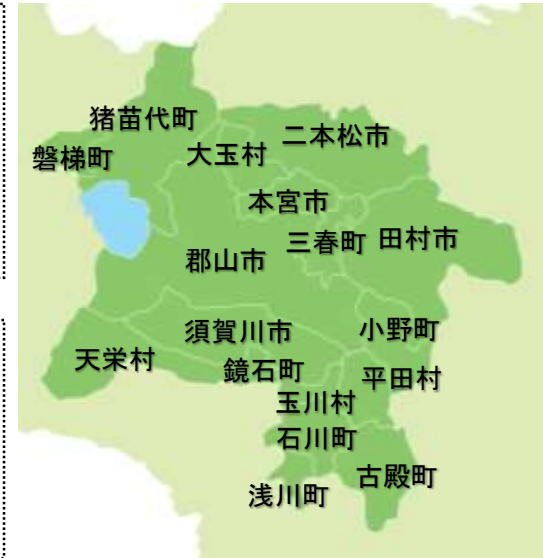 猪苗代町
磐梯町
大玉村
二本松市
本宮市
三春町
田村市
郡山市
須賀川市
小野町
天栄村
鏡石町
平田村
玉川村
石川町
古殿町
浅川町